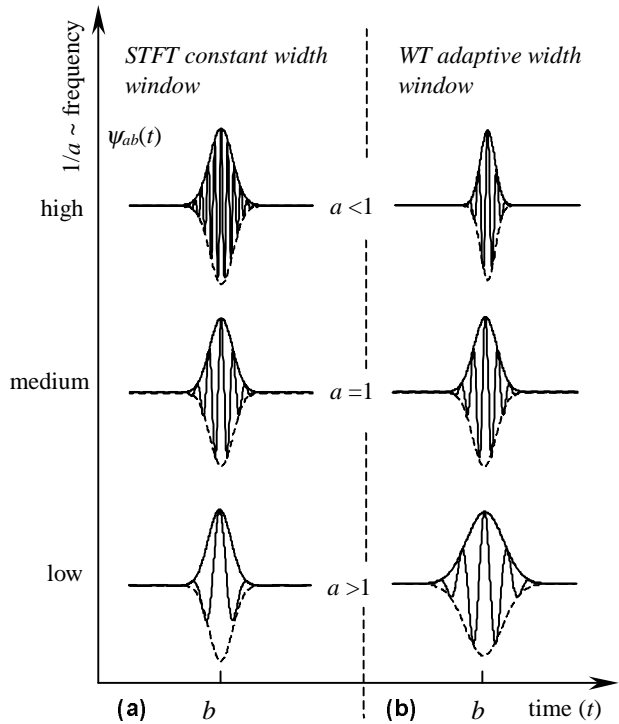 1/a ~ frequency
STFT constant width
window
WT adaptive width
window
ψab(t)
high
a <1
medium
a =1
low
a >1
(a)
b
(b)
b
time (t)